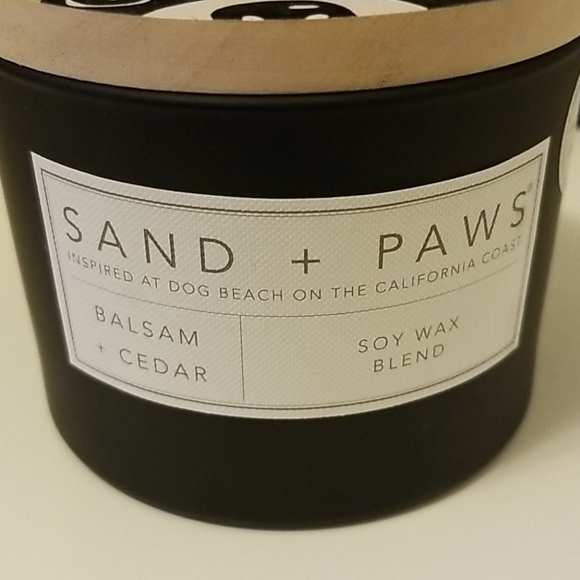 SAND + PAWS®
INSPIRED AT DOG BEACH ON THE CALIFORNIA COAST
BALSAM
+ CEDAR
SOY WAX
BLEND